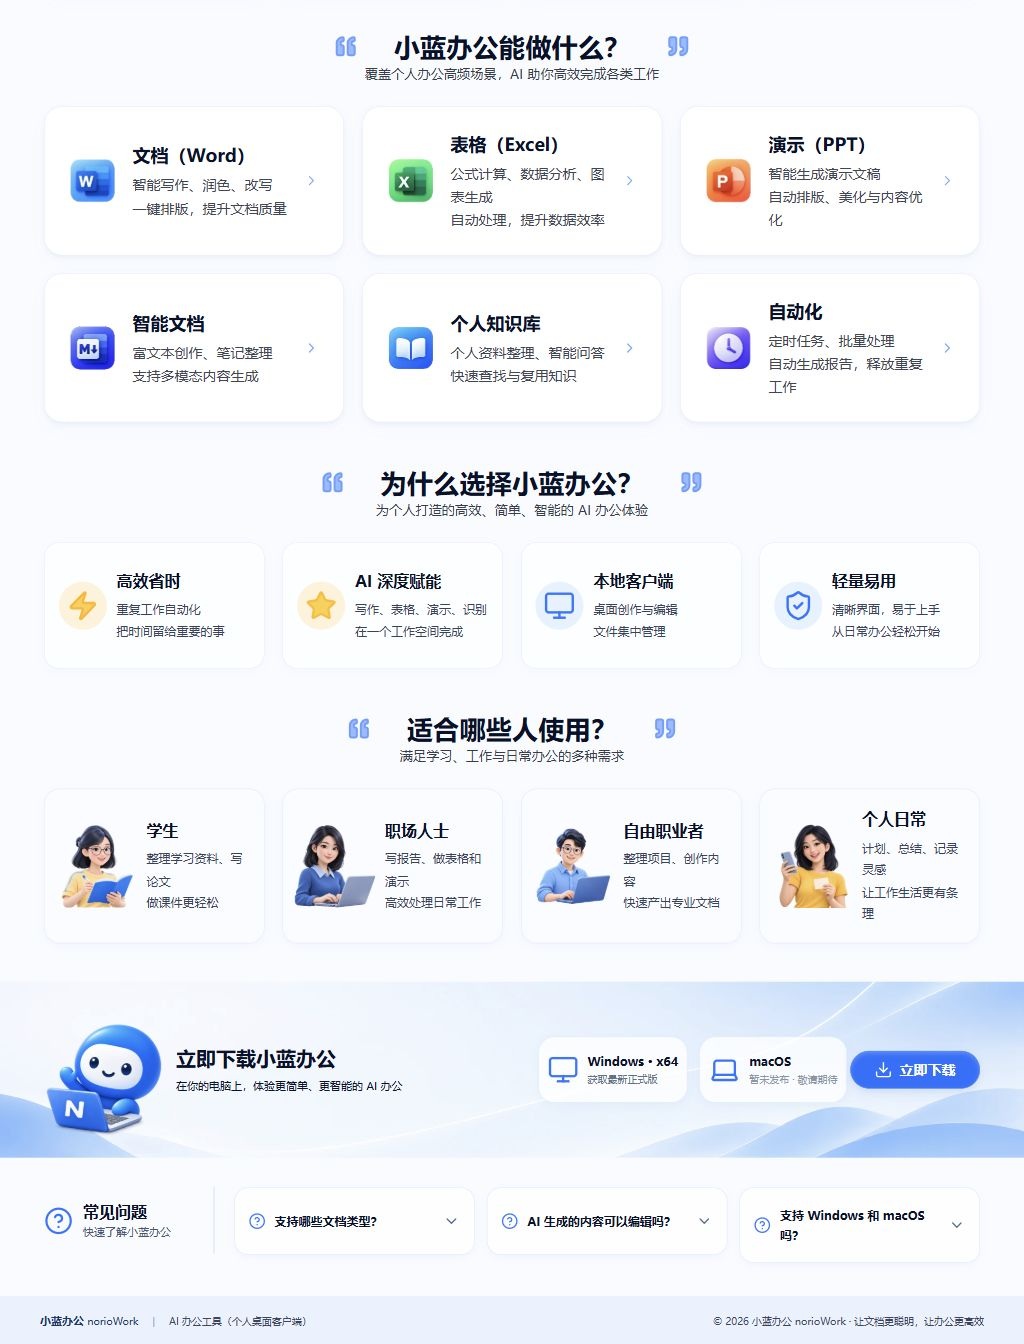 小蓝办公能做什么？
覆盖个人办公高频场景，AI 助你高效完成各类工作
文档（Word）
智能写作、润色、改写
一键排版，提升文档质量
表格（Excel）
公式计算、数据分析、图
表生成
自动处理，提升数据效率
演示（PPT）
智能生成演示文稿
自动排版、美化与内容优
化
智能文档
富文本创作、笔记整理
支持多模态内容生成
个人知识库
个人资料整理、智能问答
快速查找与复用知识
自动化
定时任务、批量处理
自动生成报告，释放重复
工作
为什么选择小蓝办公？
为个人打造的高效、简单、智能的 AI 办公体验
高效省时
重复工作自动化
把时间留给重要的事
AI 深度赋能
写作、表格、演示、识别
在一个工作空间完成
本地客户端
桌面创作与编辑
文件集中管理
轻量易用
清晰界面，易于上手
从日常办公轻松开始
适合哪些人使用？
满足学习、工作与日常办公的多种需求
学生
整理学习资料、写
论文
做课件更轻松
职场人士
写报告、做表格和
演示
高效处理日常工作
自由职业者
整理项目、创作内
容
快速产出专业文档
个人日常
计划、总结、记录
灵感
让工作生活更有条
理
N
立即下载小蓝办公
在你的电脑上，体验更简单、更智能的 AI 办公
Windows · x64
获取最新正式版
macOS
暂未发布 · 敬请期待
立即下载
常见问题
快速了解小蓝办公
支持哪些文档类型？
AI 生成的内容可以编辑吗？
支持 Windows 和 macOS
吗？
小蓝办公 norioWork | AI 办公工具（个人桌面客户端）
© 2026 小蓝办公 norioWork · 让文档更聪明，让办公更高效